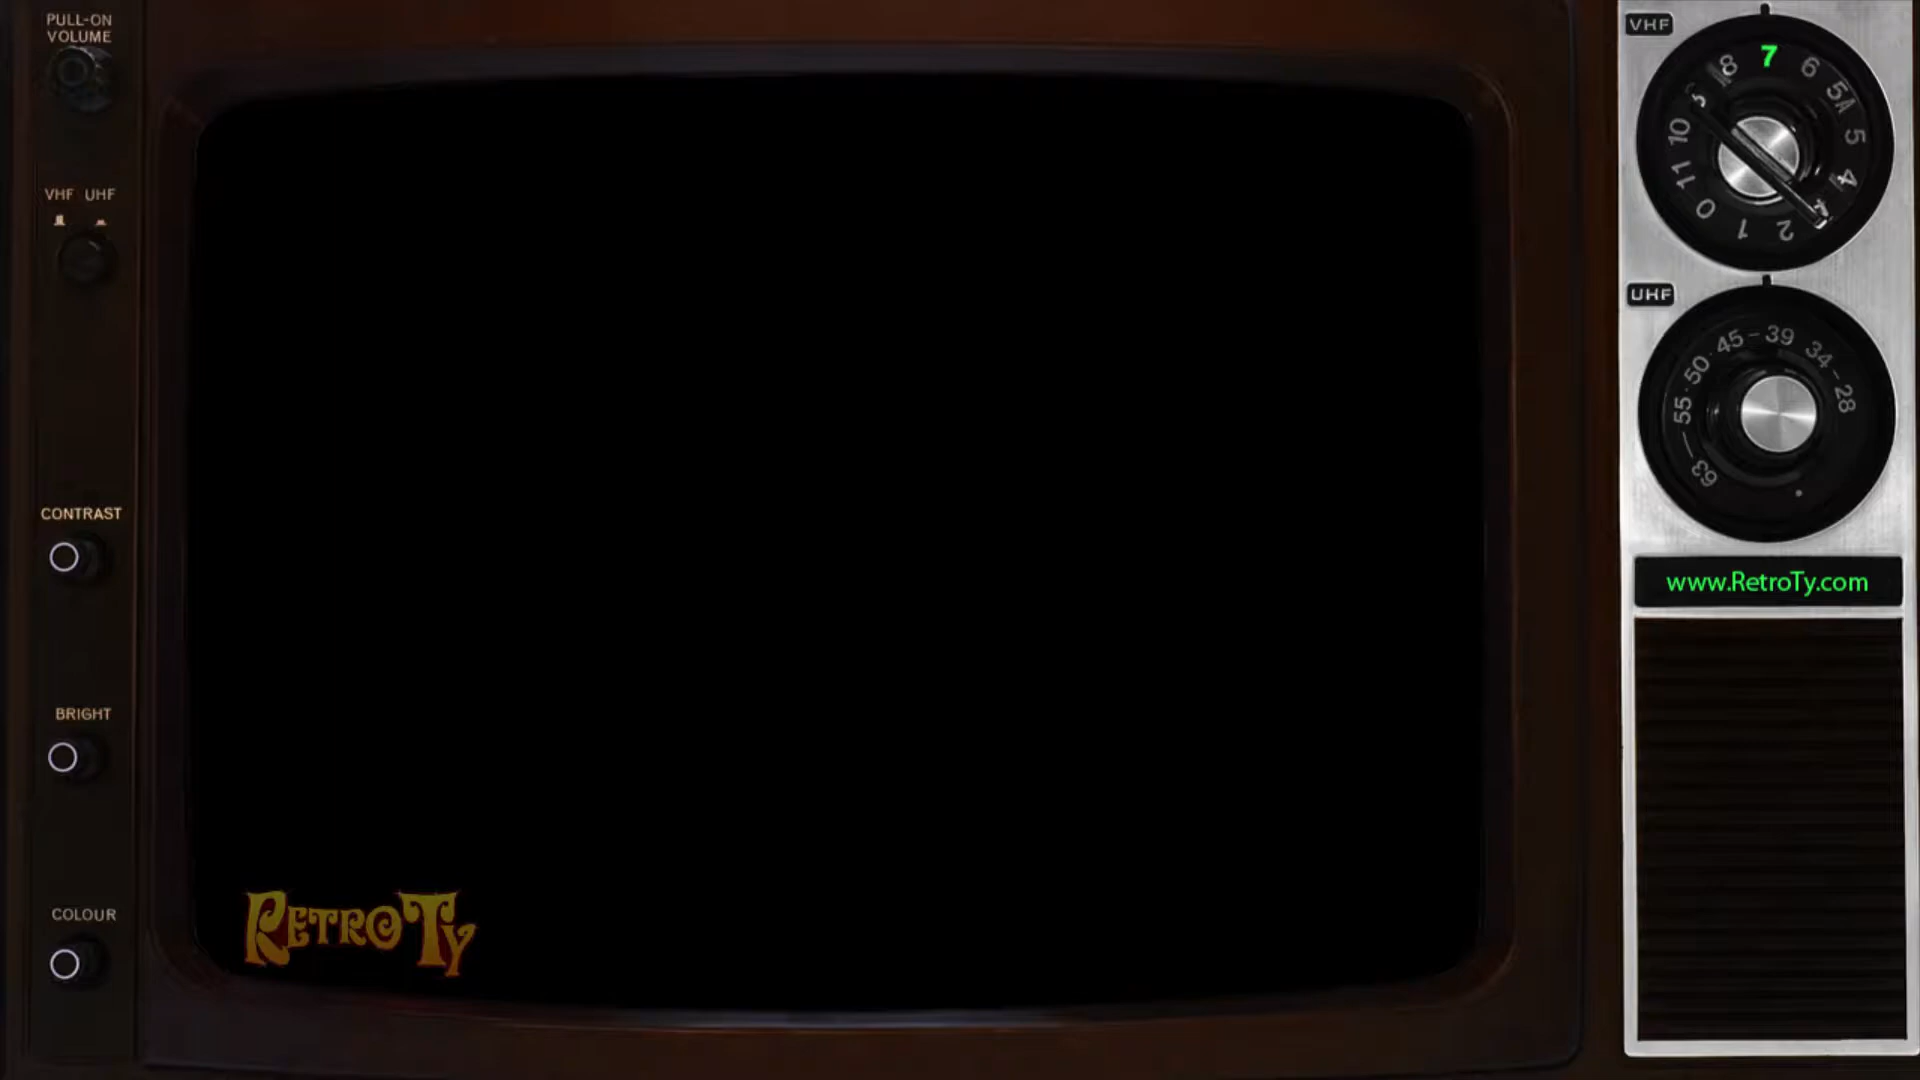 PULL-ON
VOLUME
VHF UHF
CONTRAST
BRIGHT
COLOUR
RETROTY
VHF
7
6
5A
5
4
2
1
0
11
10
8
UHF
63
55
50
45
39
34
28
www.RetroTy.com